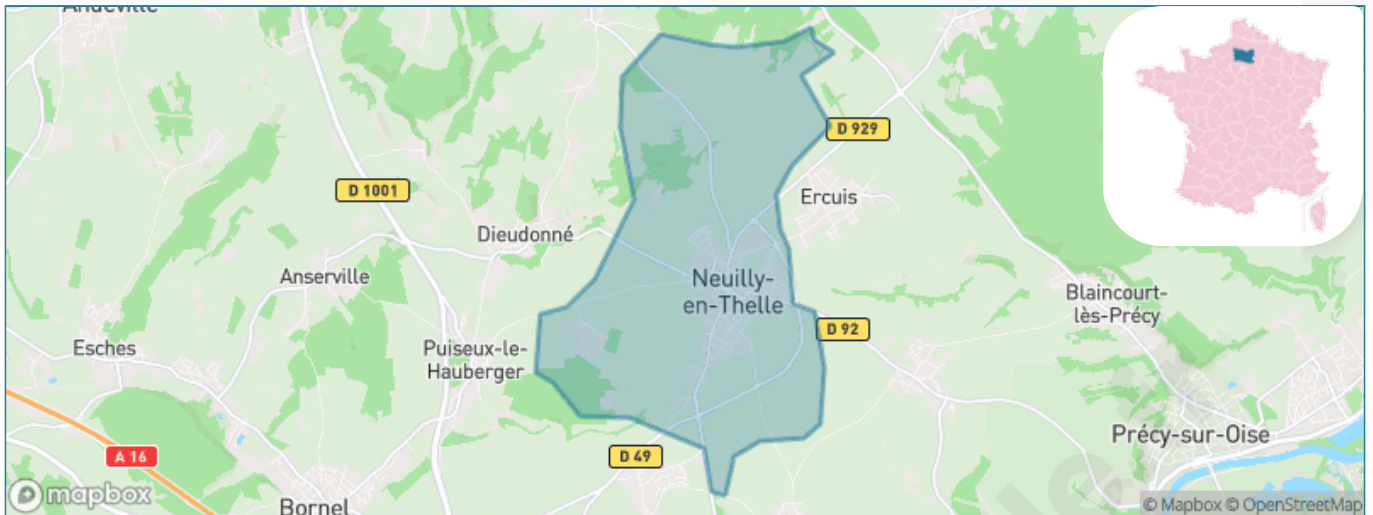 Andeville
D 929
D 1001
Ercuis
Dieudonné
Anserville
Neuilly-
en-Thelle
Blaincourt-
lès-Précy
D 92
Esches
Puiseux-le-
Hauberger
Précy-sur-Oise
A 16
D 49
mapbox
Bornel
© Mapbox © OpenStreetMap